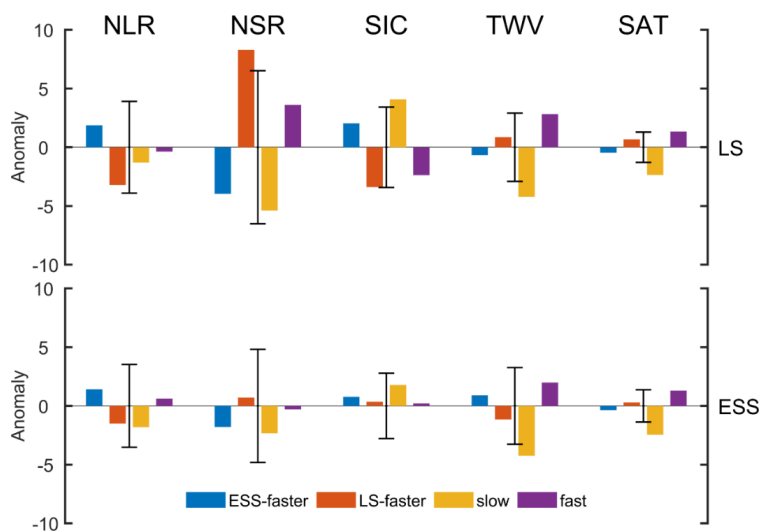 NLR NSR SIC TWV SAT
10
5
0
-5
-10
Anomaly
LS
10
5
0
-5
-10
Anomaly
ESS
ESS-faster LS-faster slow fast